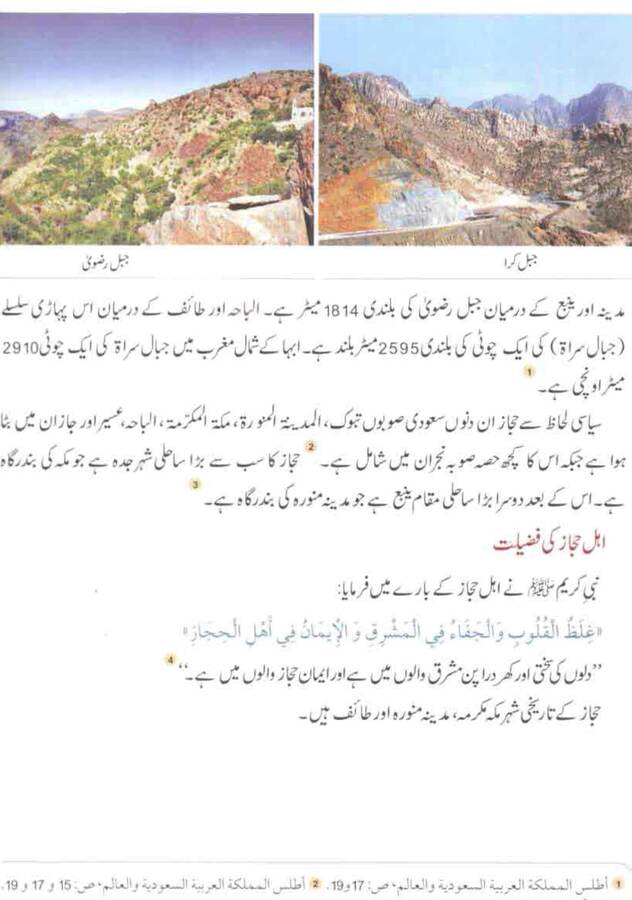 جبل کرا
جبل رضویٰ
مدینہ اور ینبع کے درمیان جبل رضویٰ کی بلندی 1814 میٹر ہے۔ الباحہ اور طائف کے درمیان اس پہاڑی سلسلے
(جبال سراۃ) کی ایک چوٹی کی بلندی 2595 میٹر بلند ہے۔ ابہا کے شمال مغرب میں جبال سراۃ کی ایک چوٹی 2910
میٹر اونچی ہے۔ 1
سیاسی لحاظ سے حجاز ان دنوں سعودی صوبوں تبوک، المدینۃ المنورۃ، مکۃ المکرّمۃ، الباحہ، عسیر اور جازان میں بٹا
ہوا ہے جبکہ اس کا کچھ حصہ صوبہ نجران میں شامل ہے۔ 2 حجاز کا سب سے بڑا ساحلی شہر جدہ ہے جو مکہ کی بندرگاہ
ہے۔ اس کے بعد دوسرا بڑا ساحلی مقام ینبع ہے جو مدینہ منورہ کی بندرگاہ ہے۔ 3
اہل حجاز کی فضیلت
نبی کریم ﷺ نے اہل حجاز کے بارے میں فرمایا:
«غِلَظُ الْقُلُوبِ وَالْجَفَاءُ فِي الْمَشْرِقِ وَ الْإِيمَانُ فِي أَهْلِ الْحِجَازِ»
’’دلوں کی سختی اور کھردرا پن مشرق والوں میں ہے اور ایمان حجاز والوں میں ہے۔‘‘ 4
حجاز کے تاریخی شہر مکہ مکرمہ، مدینہ منورہ اور طائف ہیں۔
1 أطلس المملكة العربية السعودية والعالم، ص: 17 و 19. 2 أطلس المملكة العربية السعودية والعالم، ص: 15 و 17 و 19.